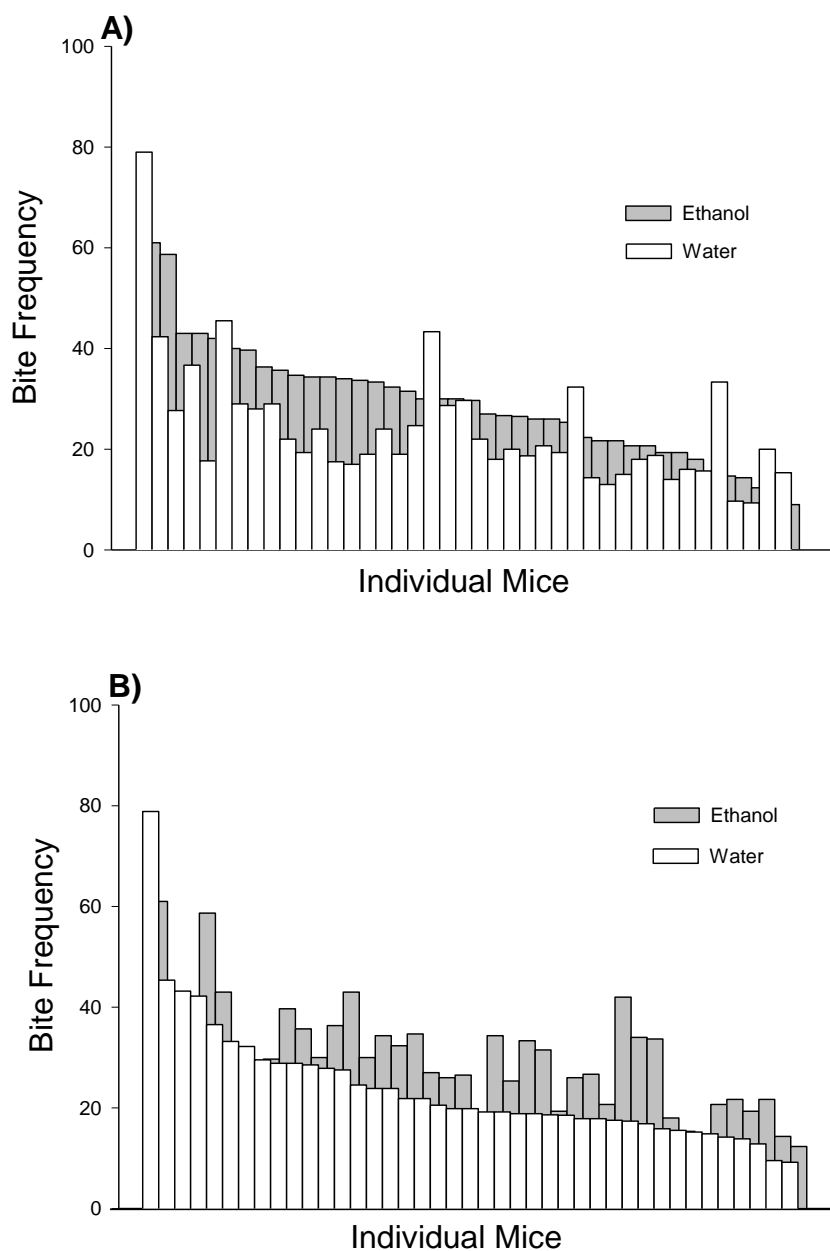 A)
100
80
60
40
20
0
Bite Frequency
Ethanol
Water
Individual Mice
B)
100
80
60
40
20
0
Bite Frequency
Ethanol
Water
Individual Mice